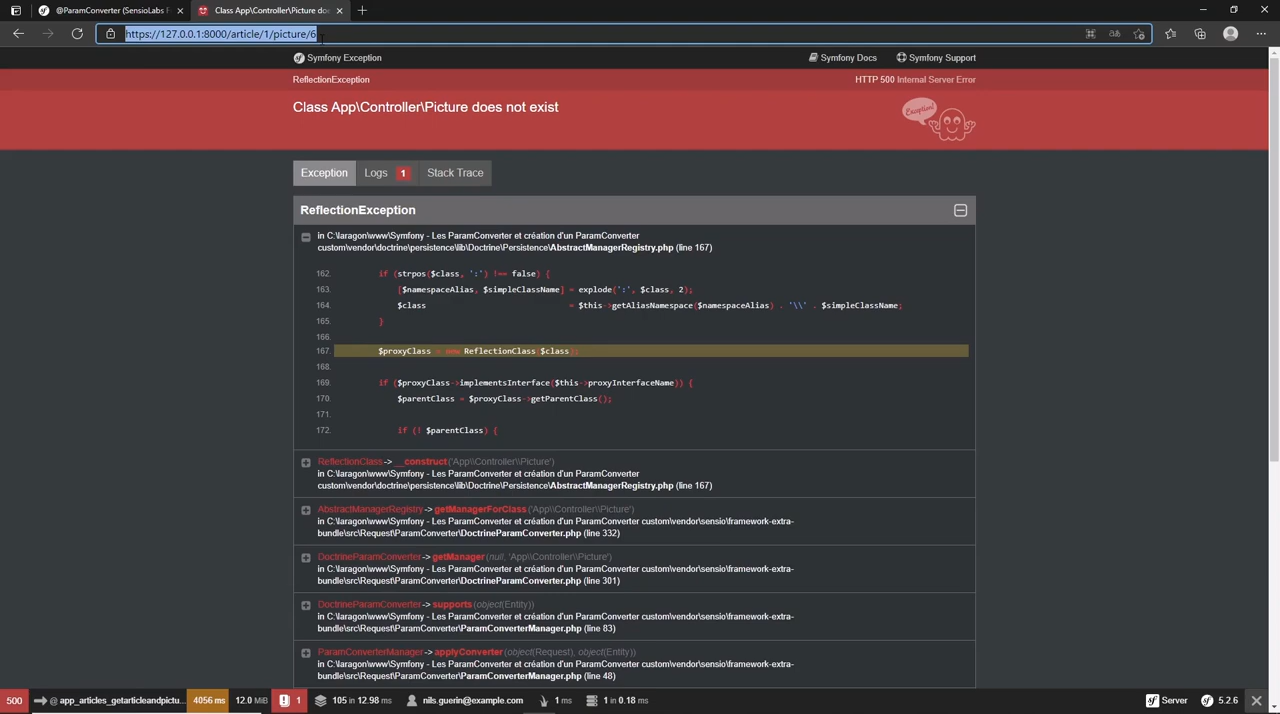 @ParamConverter (SensioLabs F
Class App\Controller\Picture doe
https://127.0.0.1:8000/article/1/picture/6
Symfony Exception
Symfony Docs
Symfony Support
ReflectionException
HTTP 500 Internal Server Error
Class App\Controller\Picture does not exist
Exception!
Exception
Logs 1
Stack Trace
ReflectionException
in C:\laragon\www\Symfony - Les ParamConverter et création d'un ParamConverter
custom\vendor\doctrine\persistence\lib\Doctrine\Persistence\AbstractManagerRegistry.php (line 167)
162. if (strpos($class, ':') !== false) {
163. [$namespaceAlias, $simpleClassName] = explode(':', $class, 2);
164. $class = $this->getAliasNamespace($namespaceAlias) . '\\' . $simpleClassName;
165. }
166.
167. $proxyClass = new ReflectionClass($class);
168.
169. if ($proxyClass->implementsInterface($this->proxyInterfaceName)) {
170. $parentClass = $proxyClass->getParentClass();
171.
172. if (! $parentClass) {
ReflectionClass->__construct('App\\Controller\\Picture')
in C:\laragon\www\Symfony - Les ParamConverter et création d'un ParamConverter
custom\vendor\doctrine\persistence\lib\Doctrine\Persistence\AbstractManagerRegistry.php (line 167)
AbstractManagerRegistry->getManagerForClass('App\\Controller\\Picture')
in C:\laragon\www\Symfony - Les ParamConverter et création d'un ParamConverter custom\vendor\sensio\framework-extra-
bundle\src\Request\ParamConverter\DoctrineParamConverter.php (line 332)
DoctrineParamConverter->getManager(null, 'App\\Controller\\Picture')
in C:\laragon\www\Symfony - Les ParamConverter et création d'un ParamConverter custom\vendor\sensio\framework-extra-
bundle\src\Request\ParamConverter\DoctrineParamConverter.php (line 301)
DoctrineParamConverter->supports(object(Entity))
in C:\laragon\www\Symfony - Les ParamConverter et création d'un ParamConverter custom\vendor\sensio\framework-extra-
bundle\src\Request\ParamConverter\ParamConverterManager.php (line 83)
ParamConverterManager->applyConverter(object(Request), object(Entity))
in C:\laragon\www\Symfony - Les ParamConverter et création d'un ParamConverter custom\vendor\sensio\framework-extra-
bundle\src\Request\ParamConverter\ParamConverterManager.php (line 48)
500 @ app_articles_getarticleandpictu... 4056 ms 12.0 MiB 1 105 in 12.98 ms nils.guerin@example.com 1 ms 1 in 0.18 ms Server 5.2.6